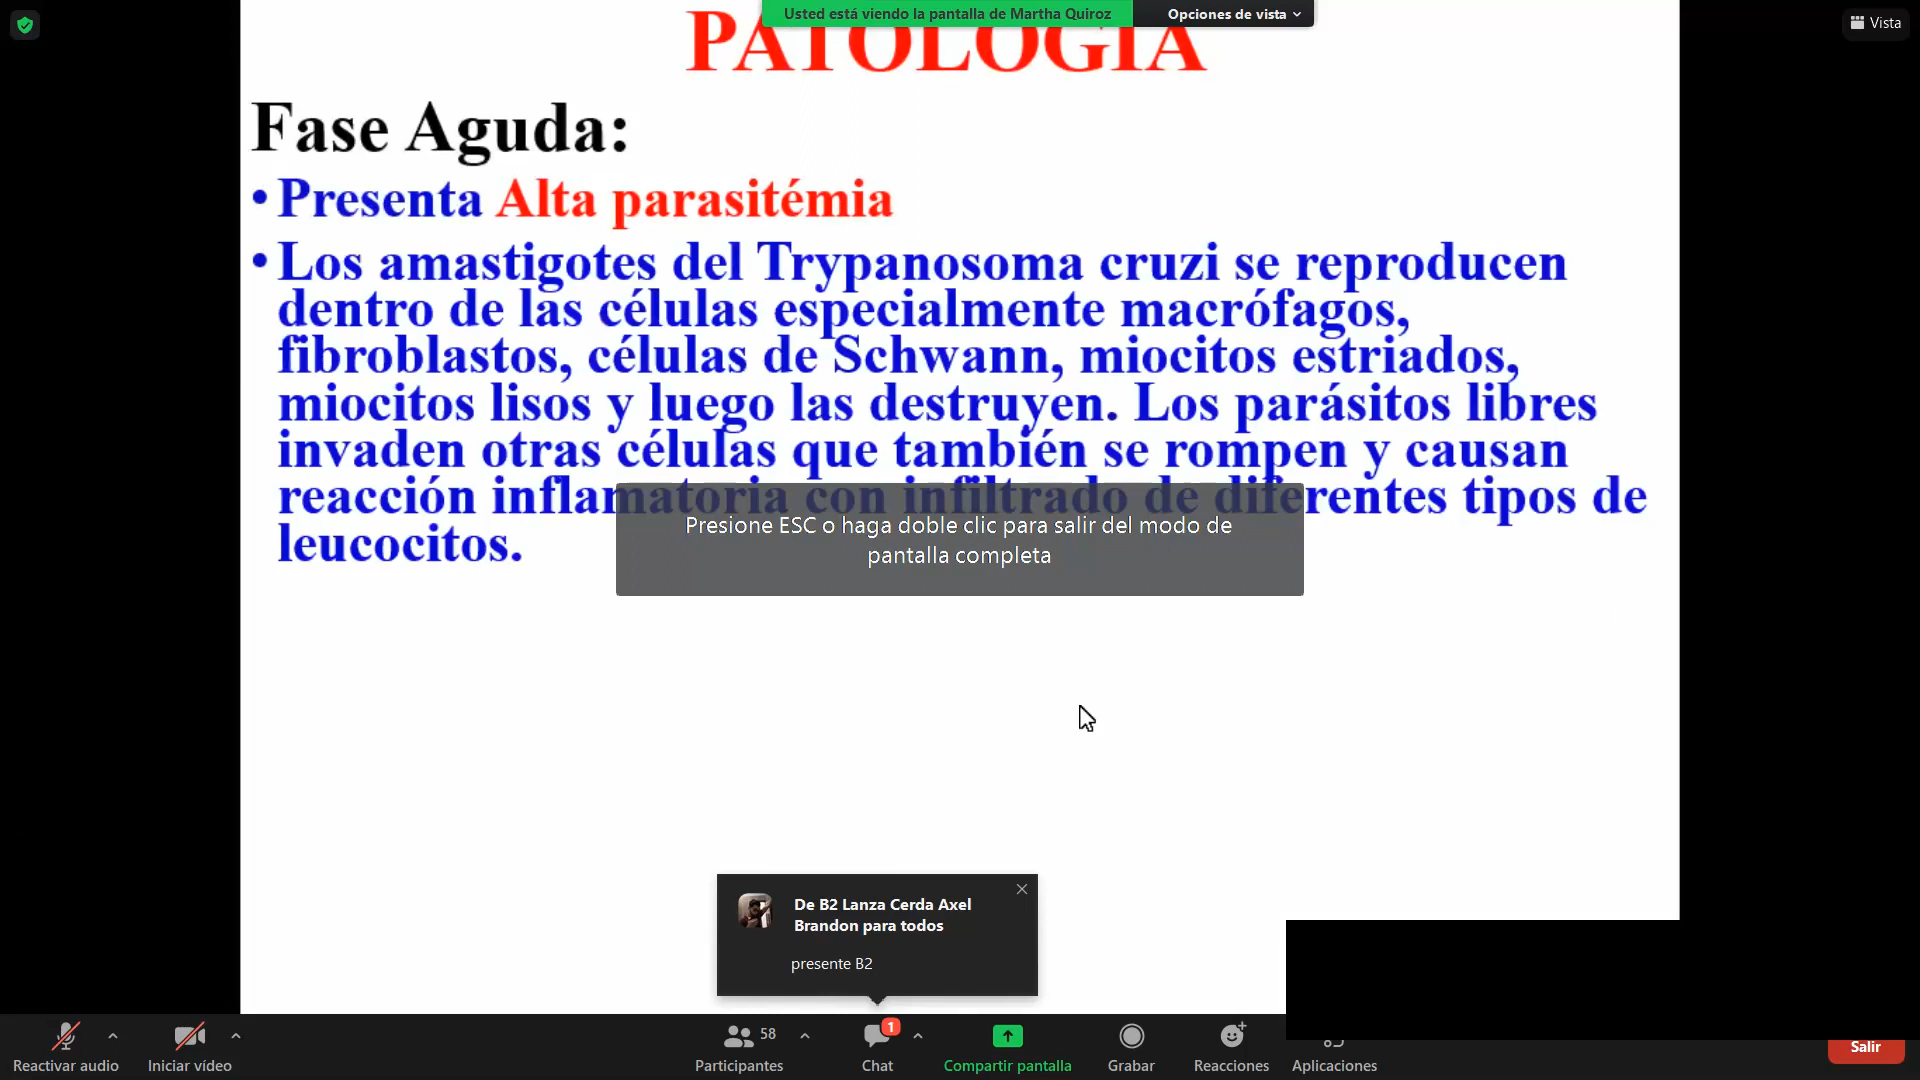 Usted está viendo la pantalla de Martha Quiroz
Opciones de vista
Vista
PATOLOGIA
Fase Aguda:
• Presenta Alta parasitémia
• Los amastigotes del Trypanosoma cruzi se reproducen
dentro de las células especialmente macrófagos,
fibroblastos, células de Schwann, miocitos estriados,
miocitos lisos y luego las destruyen. Los parásitos libres
invaden otras células que también se rompen y causan
reacción inflamatoria con infiltrado de diferentes tipos de
leucocitos.
Presione ESC o haga doble clic para salir del modo de
pantalla completa
De B2 Lanza Cerda Axel
Brandon para todos
presente B2
58
1
Reactivar audio
Iniciar vídeo
Participantes
Chat
Compartir pantalla
Grabar
Reacciones
Aplicaciones
Salir